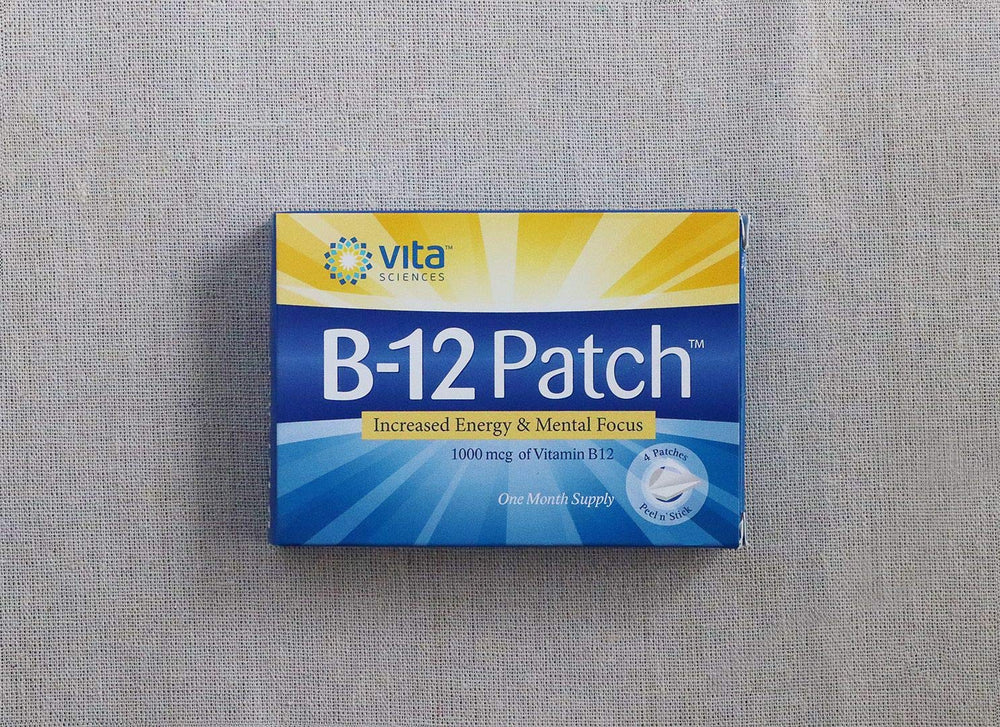 vita™
SCIENCES
B-12 Patch™
Increased Energy & Mental Focus
1000 mcg of Vitamin B12
One Month Supply
4 Patches
Peel n' Stick